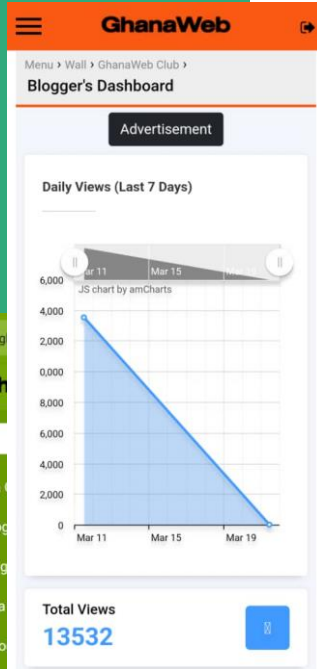 GhanaWeb
Menu › Wall › GhanaWeb Club ›
Blogger's Dashboard
Advertisement
Daily Views (Last 7 Days)
Mar 15
JS chart by amCharts
6,000
4,000
2,000
0,000
8,000
6,000
4,000
2,000
0
Mar 11
Mar 15
Mar 19
Total Views
13532